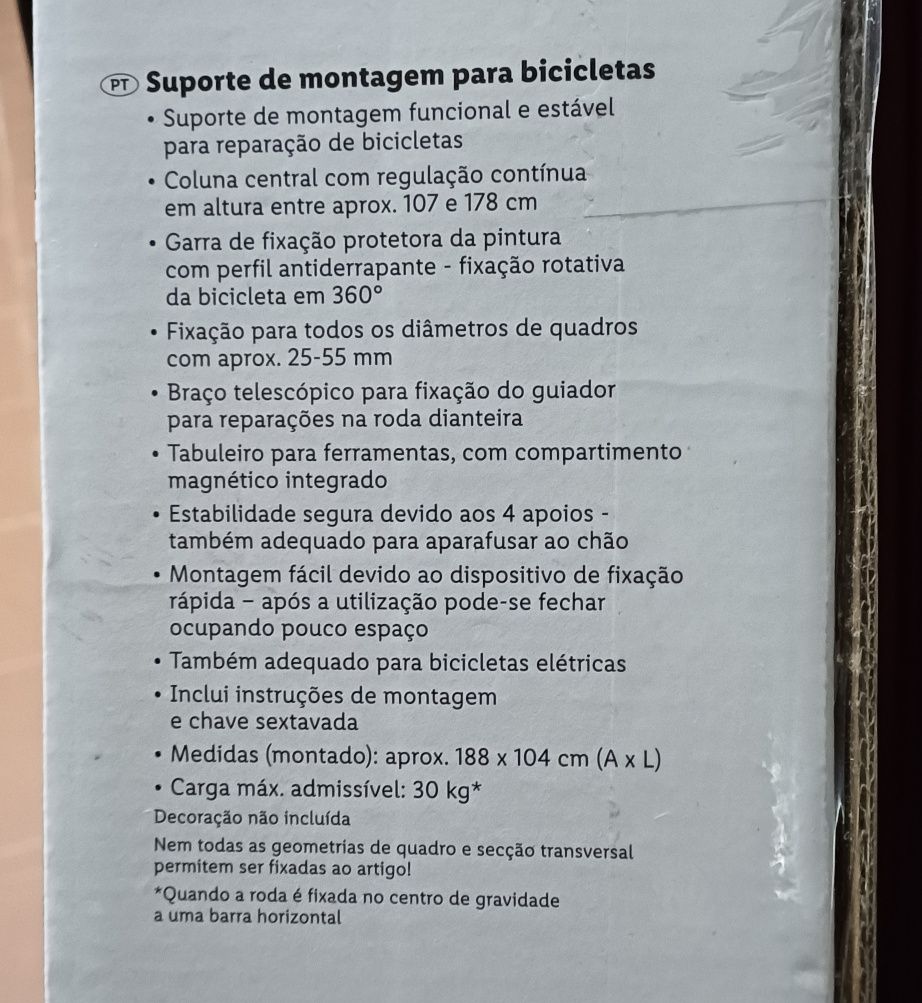 PT Suporte de montagem para bicicletas
• Suporte de montagem funcional e estável
para reparação de bicicletas
• Coluna central com regulação contínua
em altura entre aprox. 107 e 178 cm
• Garra de fixação protetora da pintura
com perfil antiderrapante - fixação rotativa
da bicicleta em 360°
• Fixação para todos os diâmetros de quadros
com aprox. 25-55 mm
• Braço telescópico para fixação do guiador
para reparações na roda dianteira
• Tabuleiro para ferramentas, com compartimento
magnético integrado
• Estabilidade segura devido aos 4 apoios -
também adequado para aparafusar ao chão
• Montagem fácil devido ao dispositivo de fixação
rápida – após a utilização pode-se fechar
ocupando pouco espaço
• Também adequado para bicicletas elétricas
• Inclui instruções de montagem
e chave sextavada
• Medidas (montado): aprox. 188 x 104 cm (A x L)
• Carga máx. admissível: 30 kg*
Decoração não incluída
Nem todas as geometrias de quadro e secção transversal
permitem ser fixadas ao artigo!
*Quando a roda é fixada no centro de gravidade
a uma barra horizontal